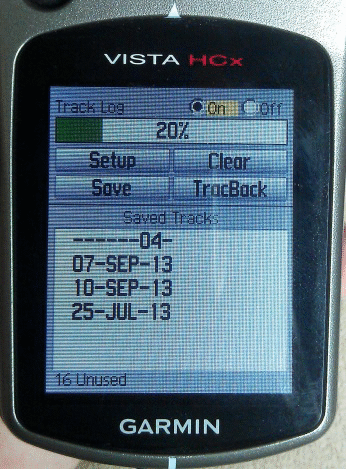 VISTA HCx
Track Log On Off
20%
Setup Clear
Save TracBack
Saved Tracks
------04-
07-SEP-13
10-SEP-13
25-JUL-13
16 Unused
GARMIN